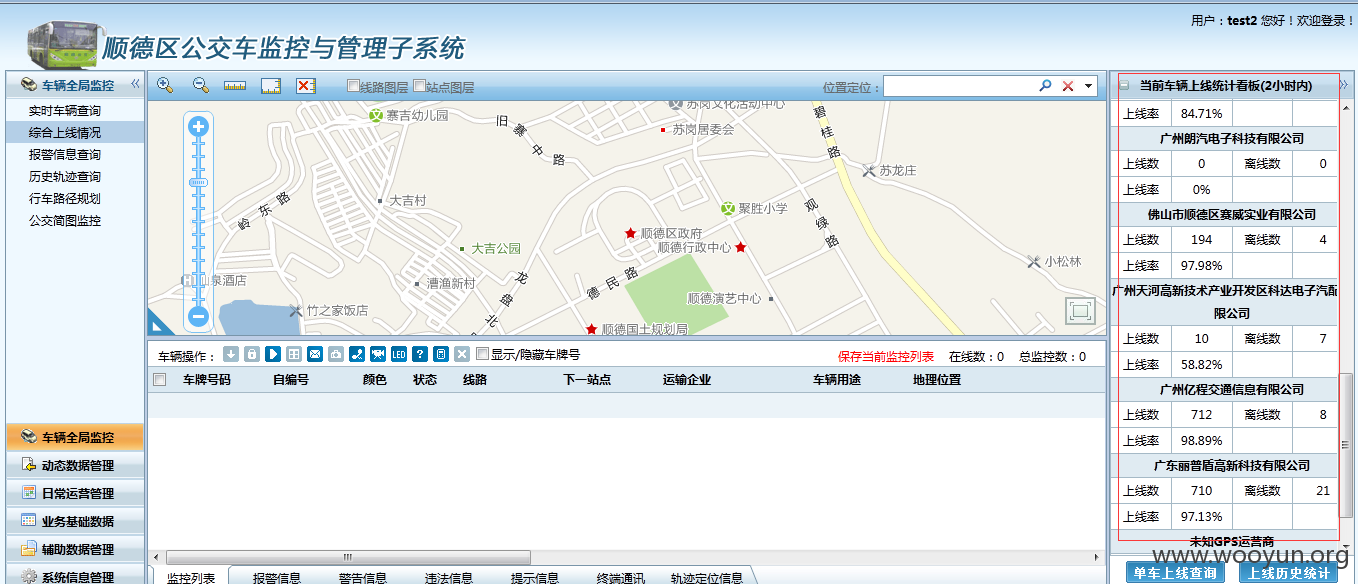 用户：test2 您好！欢迎登录！
顺德区公交车监控与管理子系统
车辆全局监控
实时车辆查询
综合上线情况
报警信息查询
历史轨迹查询
行车路径规划
公交简图监控
车辆全局监控
动态数据管理
日常运营管理
业务基础数据
辅助数据管理
系统信息管理
线路图层 站点图层 位置定位：
寨吉幼儿园
旧寨中路
苏岗文化活动中心
苏岗居委会
碧桂路
苏龙庄
大吉村
岭东路
聚胜小学
观绿路
顺德区政府
顺德行政中心
大吉公园
小松林
漕渔新村
龙盘北
德民路
顺德演艺中心
竹之家饭店
顺德国土规划局
车辆操作：
LED
显示/隐藏车牌号
保存当前监控列表 在线数：0 总监控数：0
车牌号码 自编号 颜色 状态 线路 下一站点 运输企业 车辆用途 地理位置
监控列表 报警信息 警告信息 违法信息 提示信息 终端通讯 轨迹定位信息
当前车辆上线统计看板(2小时内)
上线率 84.71%
广州朗汽电子科技有限公司
上线数 0 离线数 0
上线率 0%
佛山市顺德区赛威实业有限公司
上线数 194 离线数 4
上线率 97.98%
广州天河高新技术产业开发区科达电子汽配
有限公司
上线数 10 离线数 7
上线率 58.82%
广州亿程交通信息有限公司
上线数 712 离线数 8
上线率 98.89%
广东丽普盾高新科技有限公司
上线数 710 离线数 21
上线率 97.13%
未知GPS运营商
www.wooyun.org
单车上线查询 上线历史统计